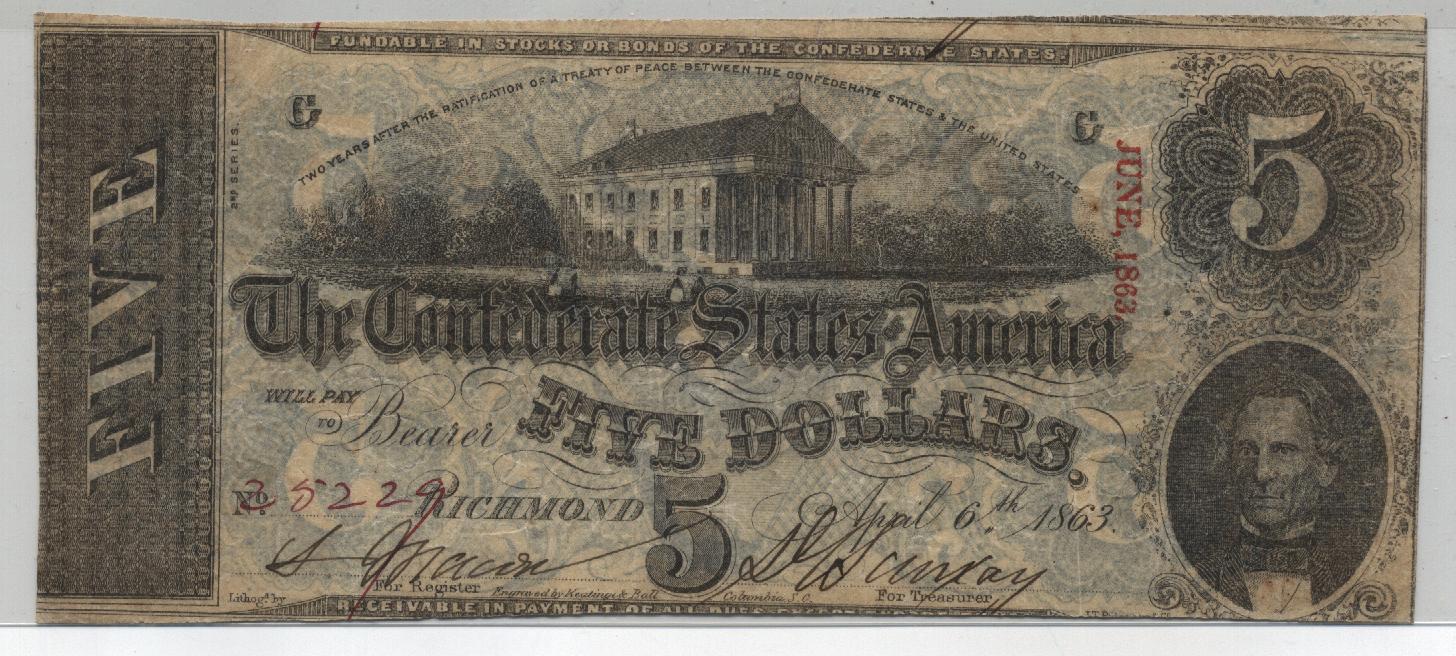 FUNDABLE IN STOCKS OR BONDS OF THE CONFEDERATE STATES.
TWO YEARS AFTER THE RATIFICATION OF A TREATY OF PEACE BETWEEN THE CONFEDERATE STATES & THE UNITED STATES
G
G
2ND SERIES.
FIVE
5
JUNE, 1863.
The Confederate States of America
WILL PAY
TO Bearer
FIVE DOLLARS.
No. 25229
RICHMOND
5
April 6th 1863.
For Register
For Treasurer
Lithogd by
Engraved by Keatinge & Ball
Columbia S.C.
RECEIVABLE IN PAYMENT OF ALL DUES